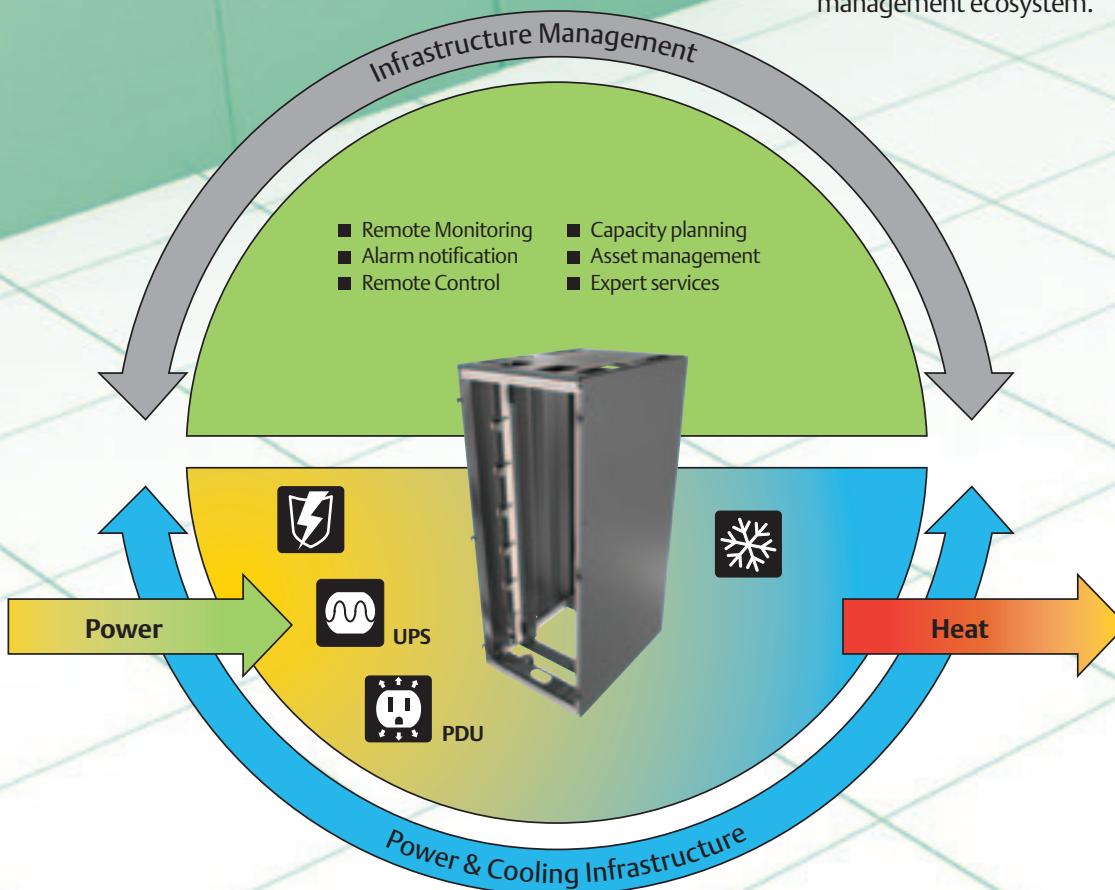 management ecosystem.
Infrastructure Management
■ Remote Monitoring
■ Alarm notification
■ Remote Control
■ Capacity planning
■ Asset management
■ Expert services
Power
UPS
PDU
Heat
Power & Cooling Infrastructure